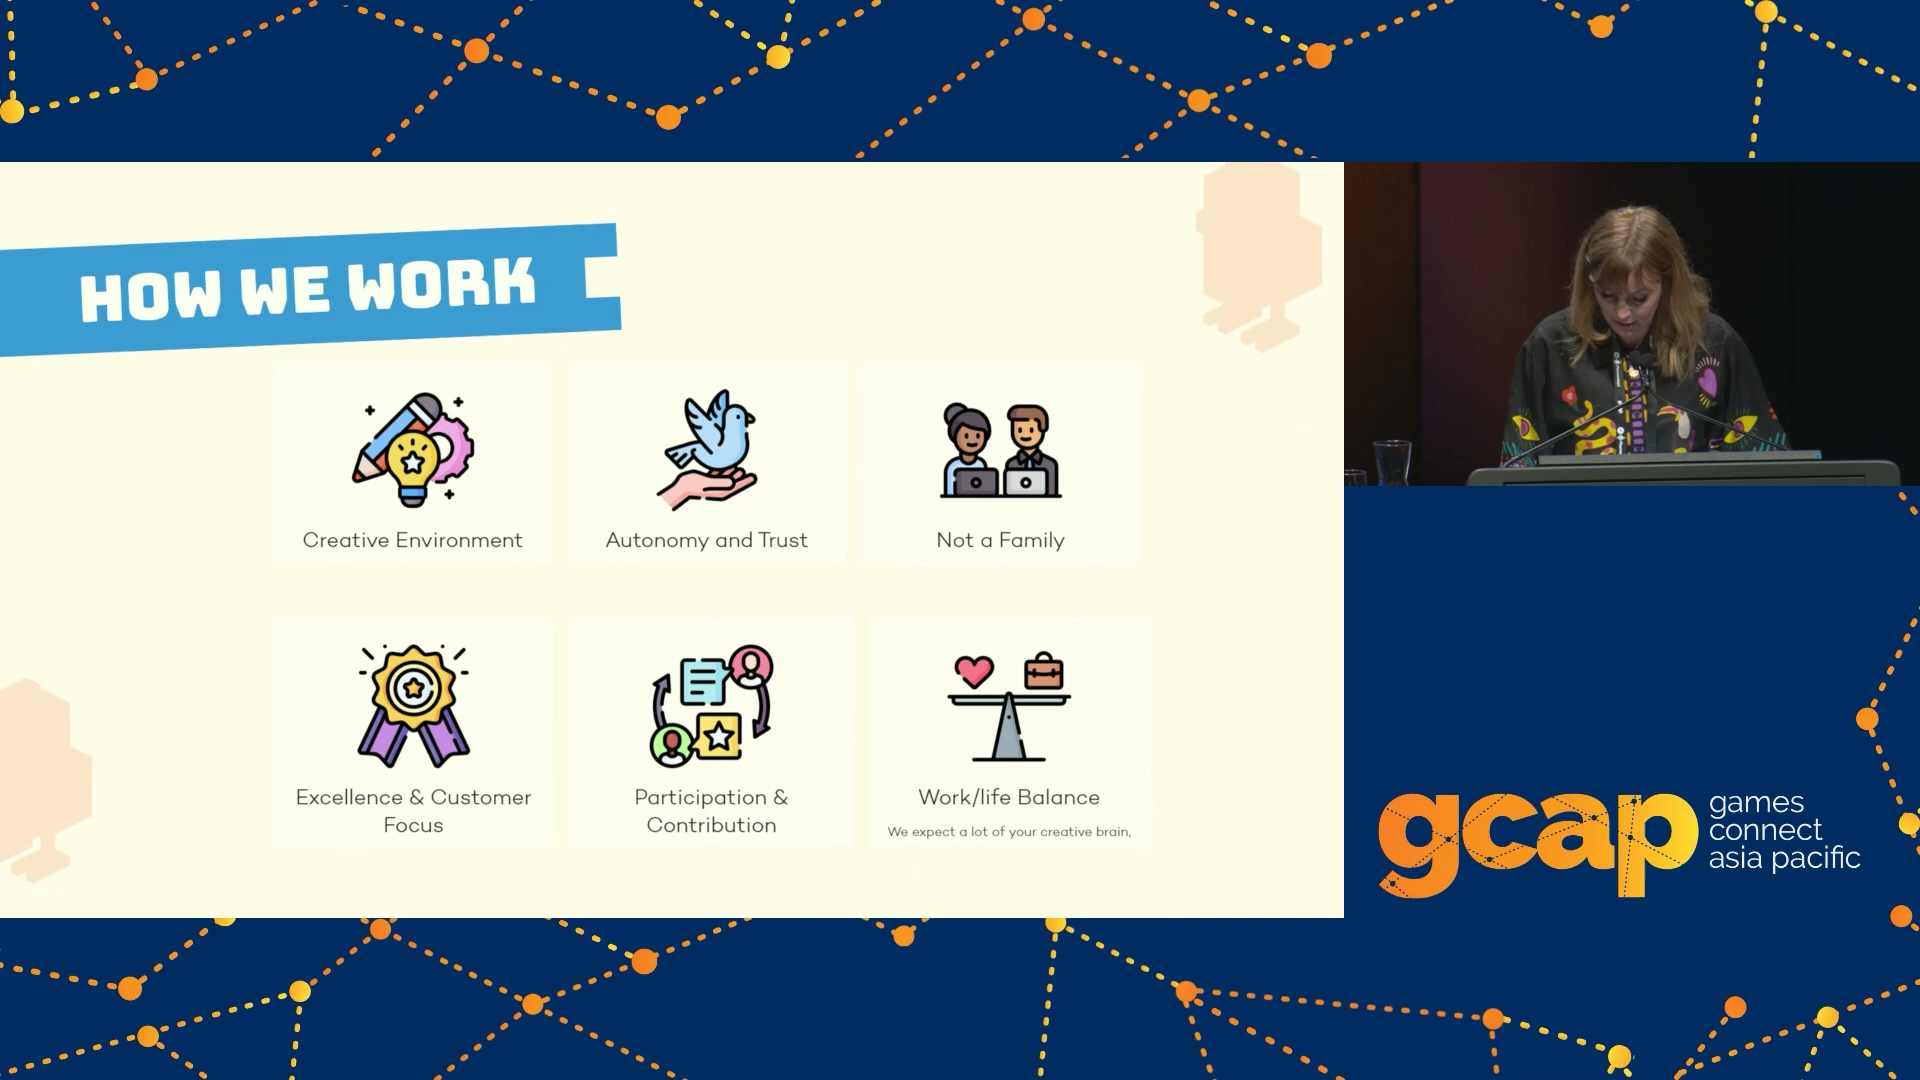 HOW WE WORK
Creative Environment
Autonomy and Trust
Not a Family
Excellence & Customer
Focus
Participation &
Contribution
Work/life Balance
We expect a lot of your creative brain,
gcap
games
connect
asia pacific